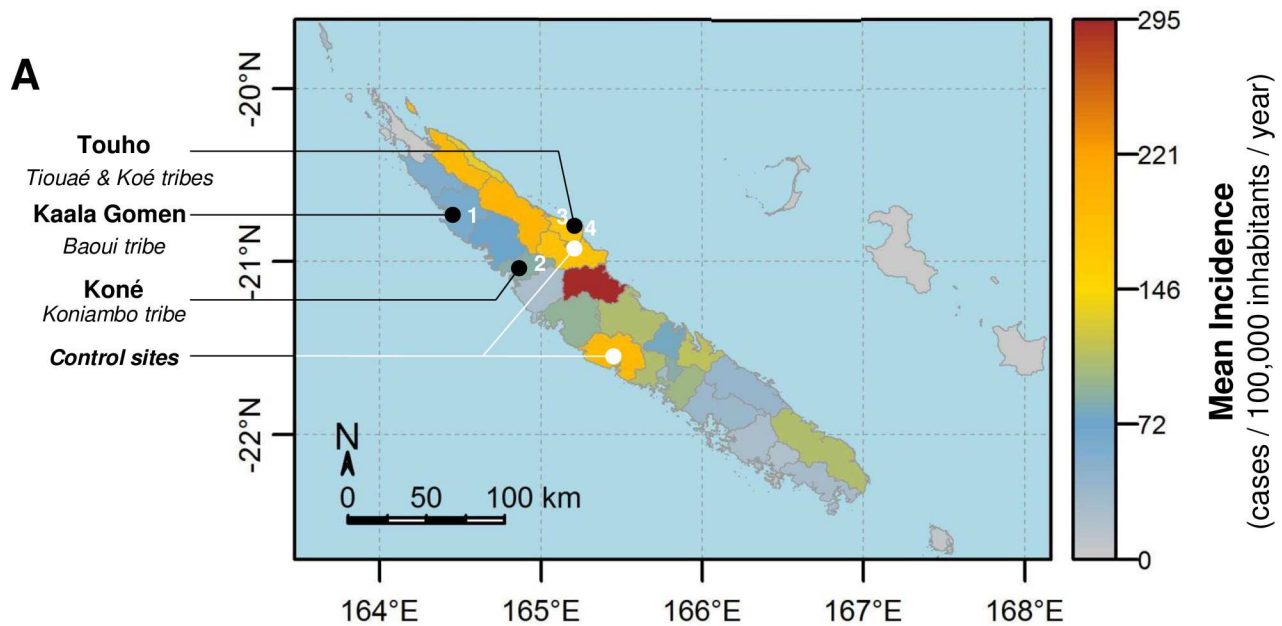 A
Touho
Tiouaé & Koé tribes
Kaala Gomen
Baoui tribe
Koné
Koniambo tribe
Control sites
-20°N
-21°N
-22°N
1
2
3
4
N
0 50 100 km
164°E 165°E 166°E 167°E 168°E
295
221
146
72
0
Mean Incidence
(cases / 100,000 inhabitants / year)